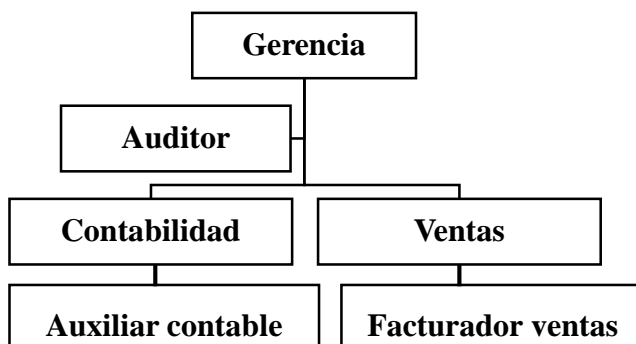 Gerencia
Auditor
Contabilidad
Ventas
Auxiliar contable
Facturador ventas